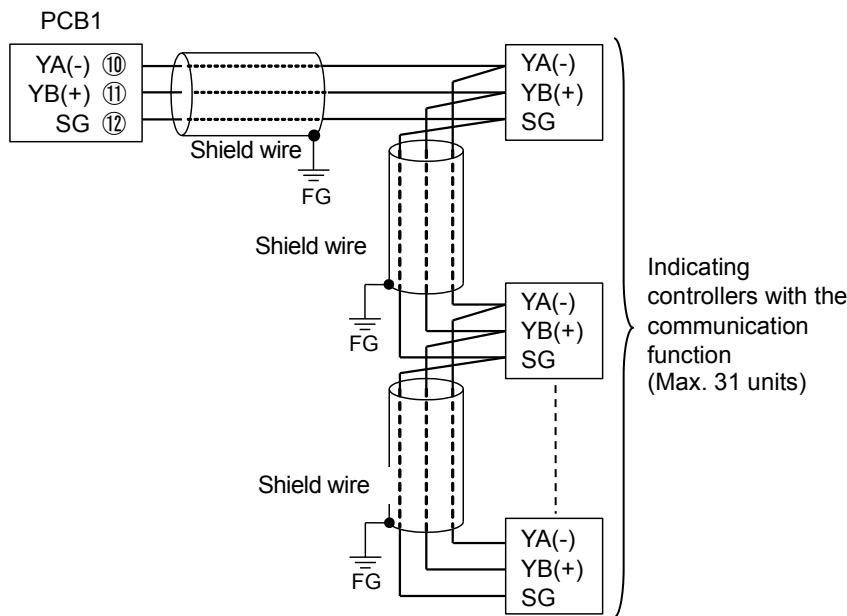 PCB1
YA(-) ⑩
YB(+) ⑪
SG ⑫
Shield wire
FG
YA(-)
YB(+)
SG
Shield wire
FG
YA(-)
YB(+)
SG
Indicating
controllers with the
communication
function
(Max. 31 units)
Shield wire
FG
YA(-)
YB(+)
SG